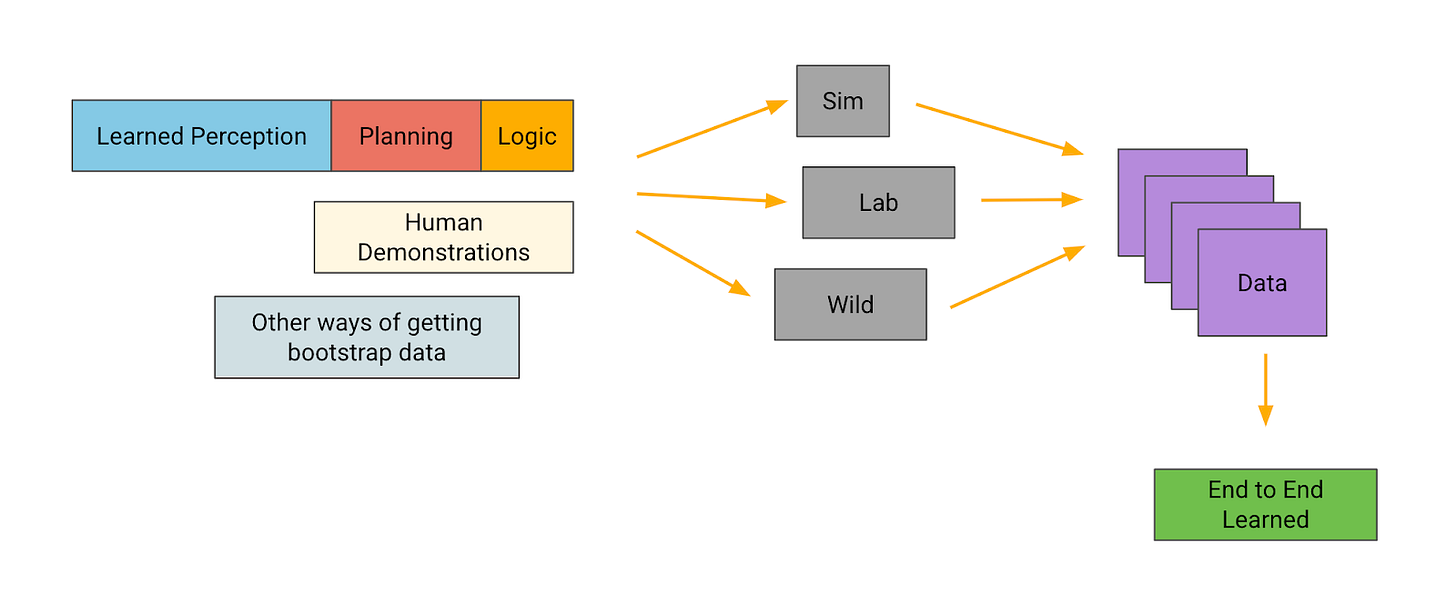 Learned Perception
Planning
Logic
Human
Demonstrations
Other ways of getting
bootstrap data
Sim
Lab
Wild
Data
End to End
Learned